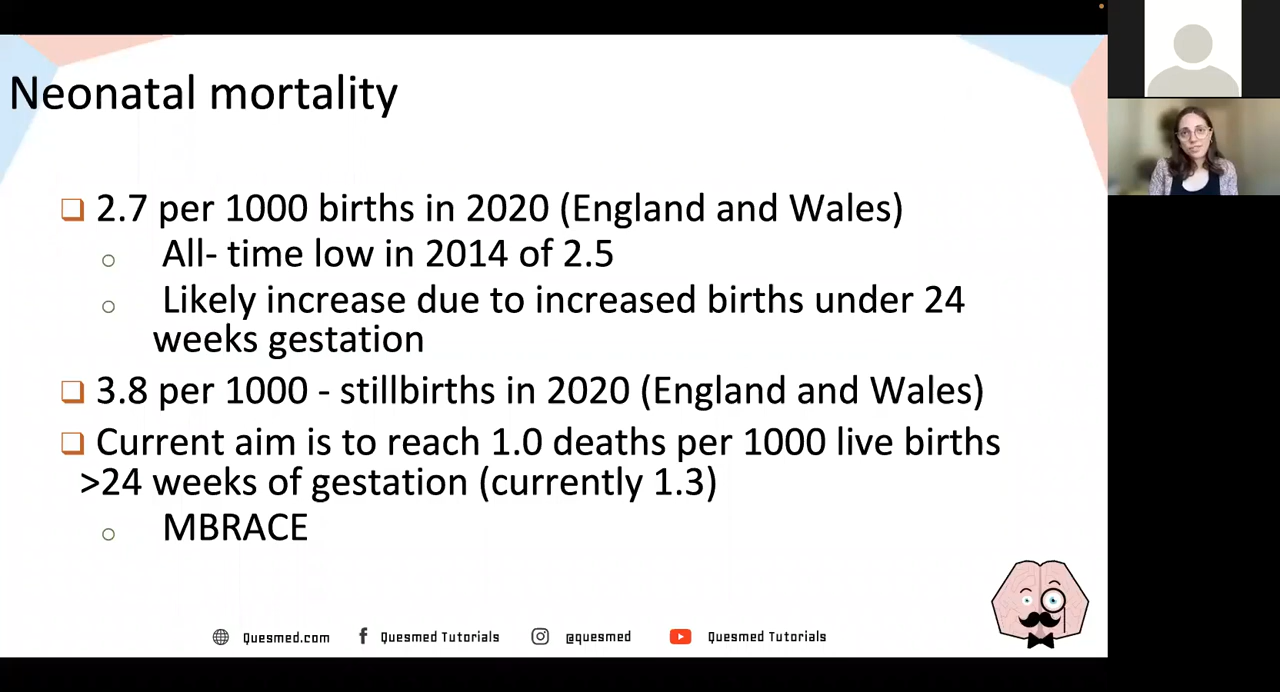 Neonatal mortality
❑ 2.7 per 1000 births in 2020 (England and Wales)
○ All- time low in 2014 of 2.5
○ Likely increase due to increased births under 24
weeks gestation
❑ 3.8 per 1000 - stillbirths in 2020 (England and Wales)
❑ Current aim is to reach 1.0 deaths per 1000 live births
>24 weeks of gestation (currently 1.3)
○ MBRACE
Quesmed.com Quesmed Tutorials @quesmed Quesmed Tutorials